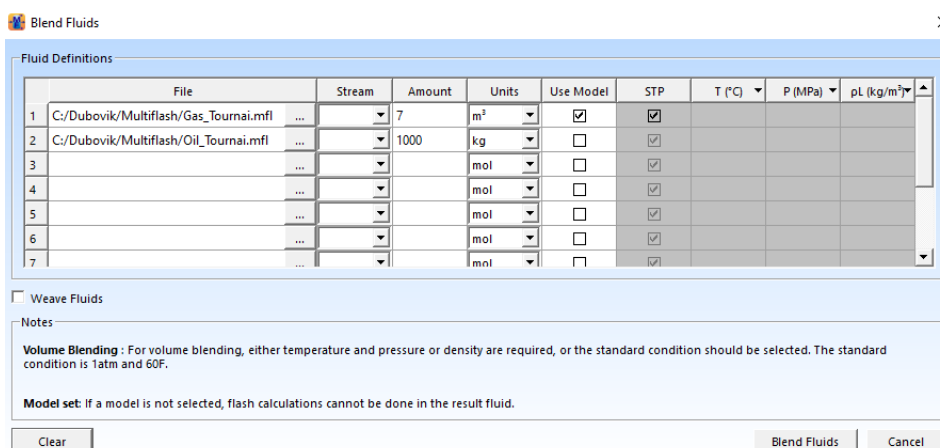 Blend Fluids
Fluid Definitions
File Stream Amount Units Use Model STP T (°C) P (MPa) ρL (kg/m³)
1 C:/Dubovik/Multiflash/Gas_Tournai.mfl ... 7 m³
2 C:/Dubovik/Multiflash/Oil_Tournai.mfl ... 1000 kg
3 ... mol
4 ... mol
5 ... mol
6 ... mol
7 ... mol
Weave Fluids
Notes
Volume Blending : For volume blending, either temperature and pressure or density are required, or the standard condition should be selected. The standard
condition is 1atm and 60F.
Model set: If a model is not selected, flash calculations cannot be done in the result fluid.
Clear Blend Fluids Cancel